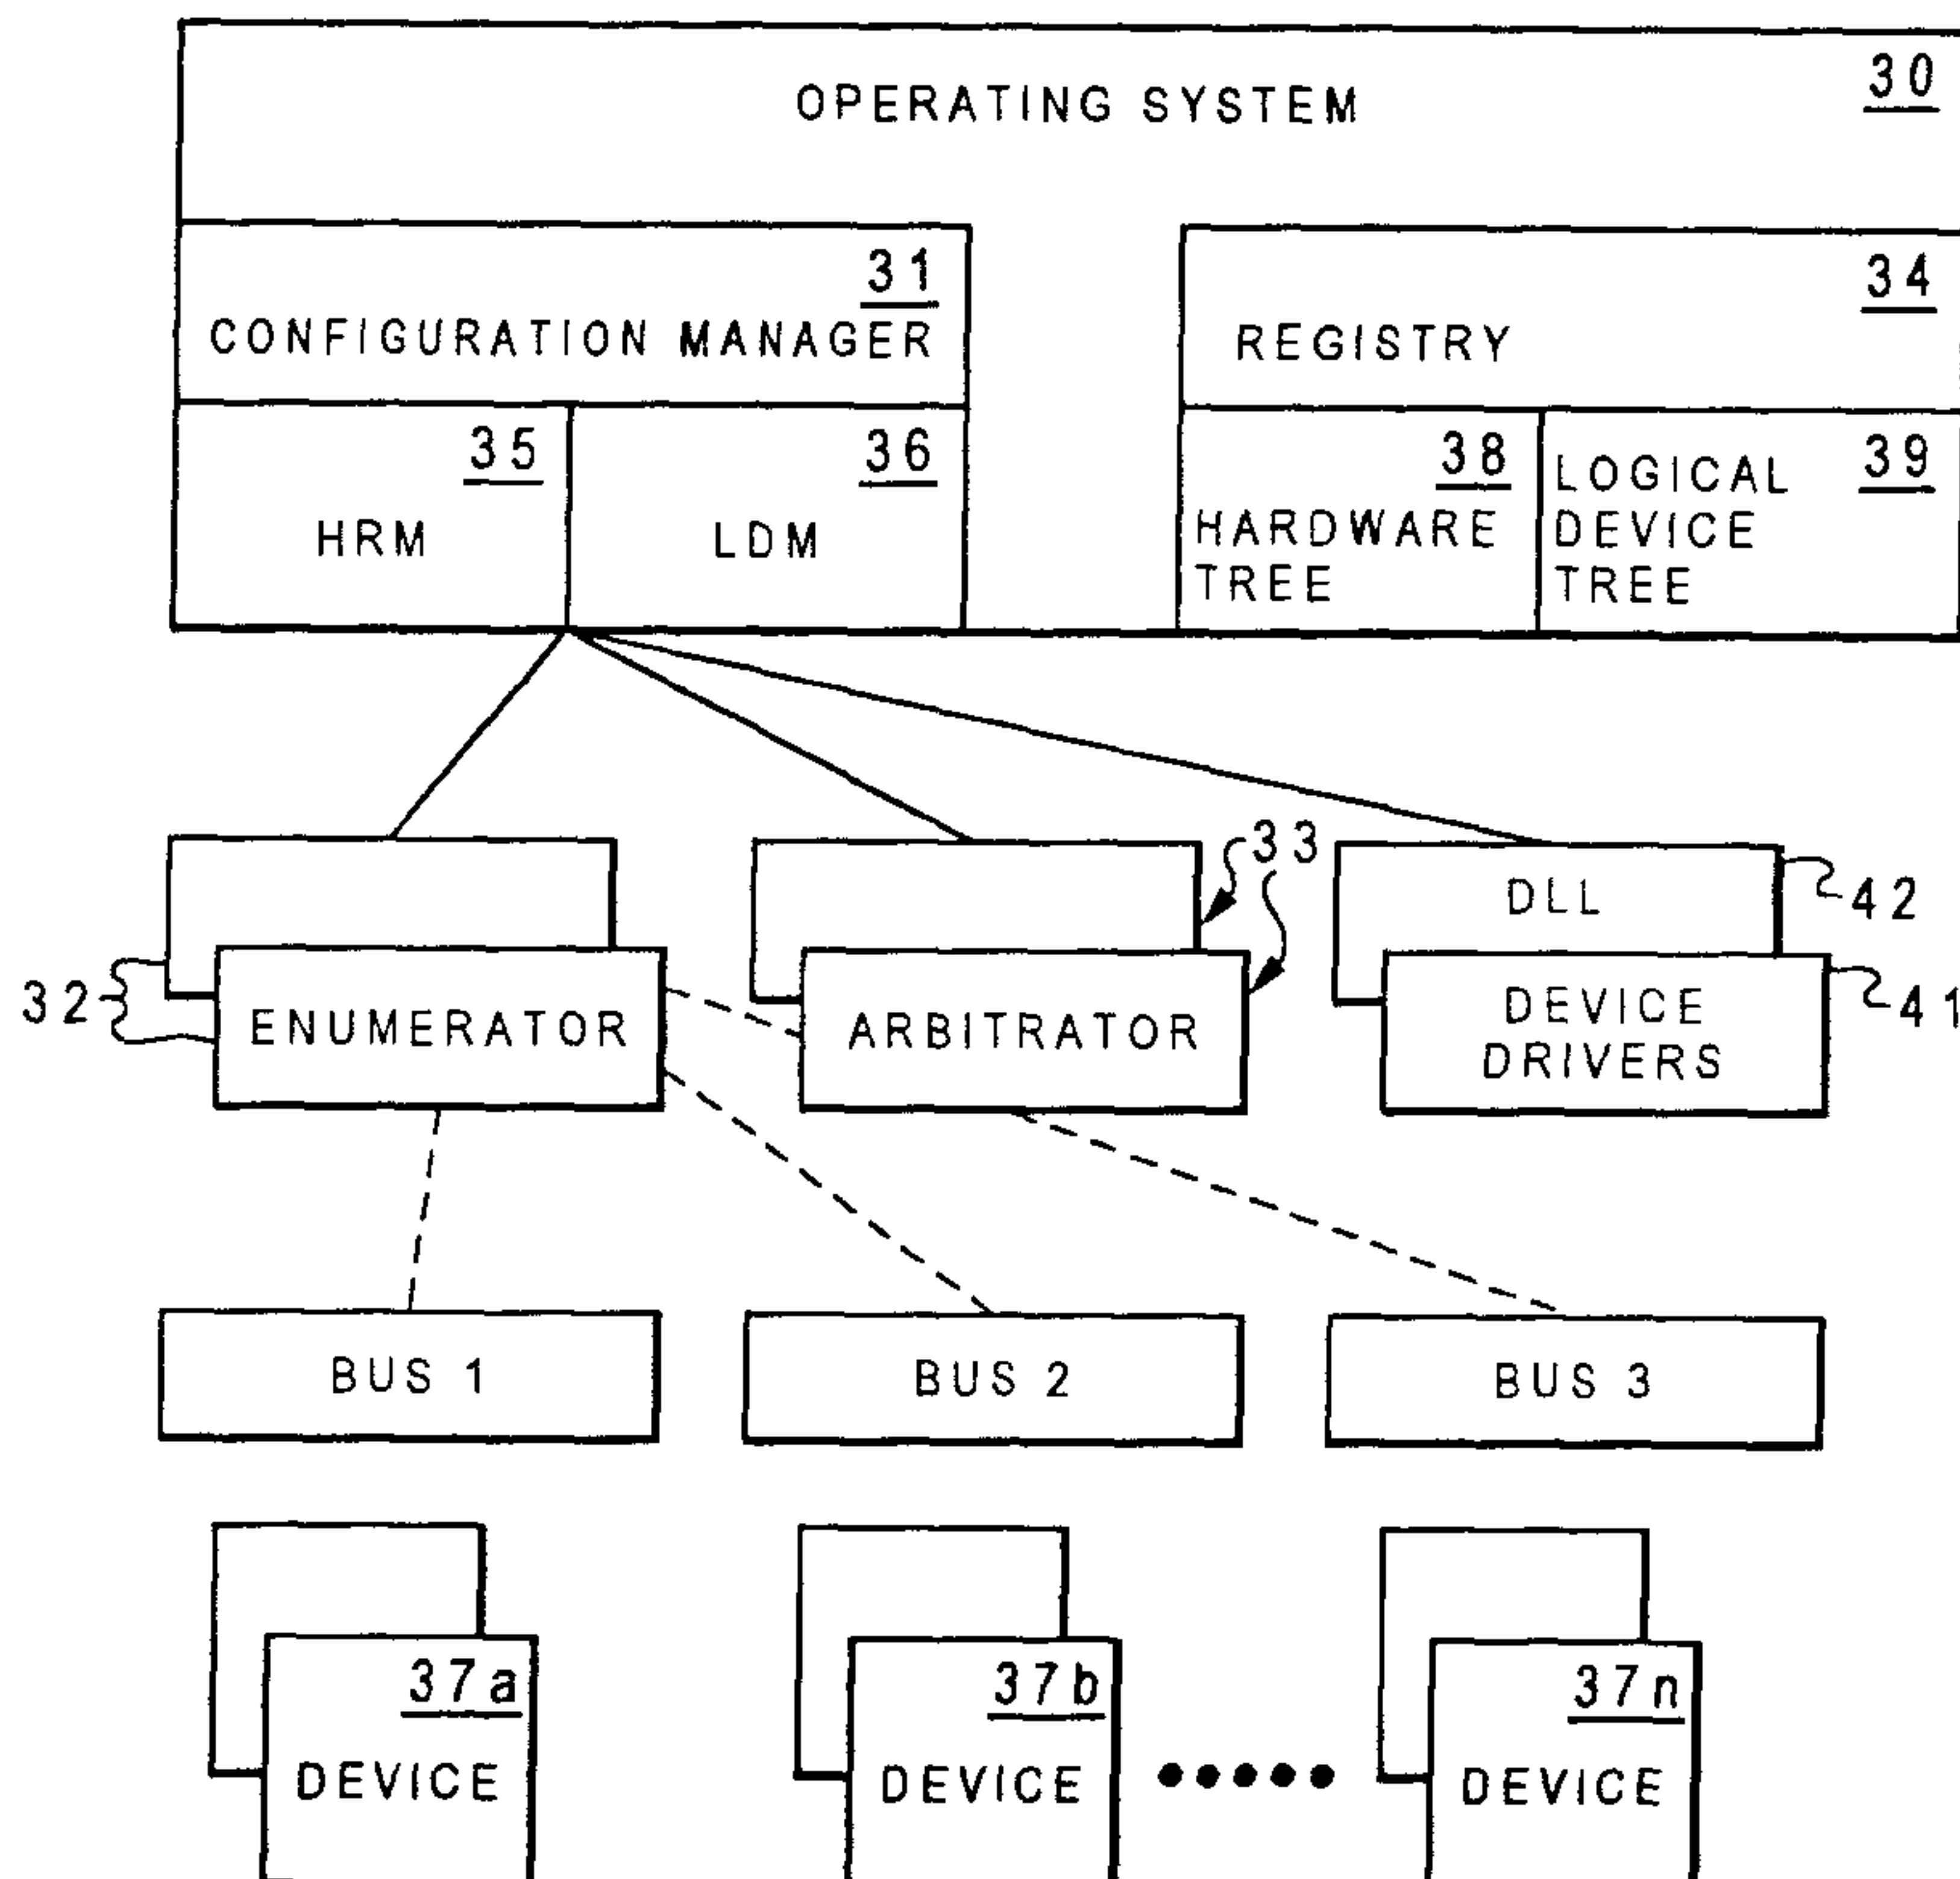 30
OPERATING SYSTEM
31
CONFIGURATION MANAGER
34
REGISTRY
35
HRM
36
LDM
38
HARDWARE
TREE
39
LOGICAL
DEVICE
TREE
32
ENUMERATOR
33
ARBITRATOR
DLL
42
DEVICE
DRIVERS
41
BUS 1
BUS 2
BUS 3
37a
DEVICE
37b
DEVICE
37n
DEVICE